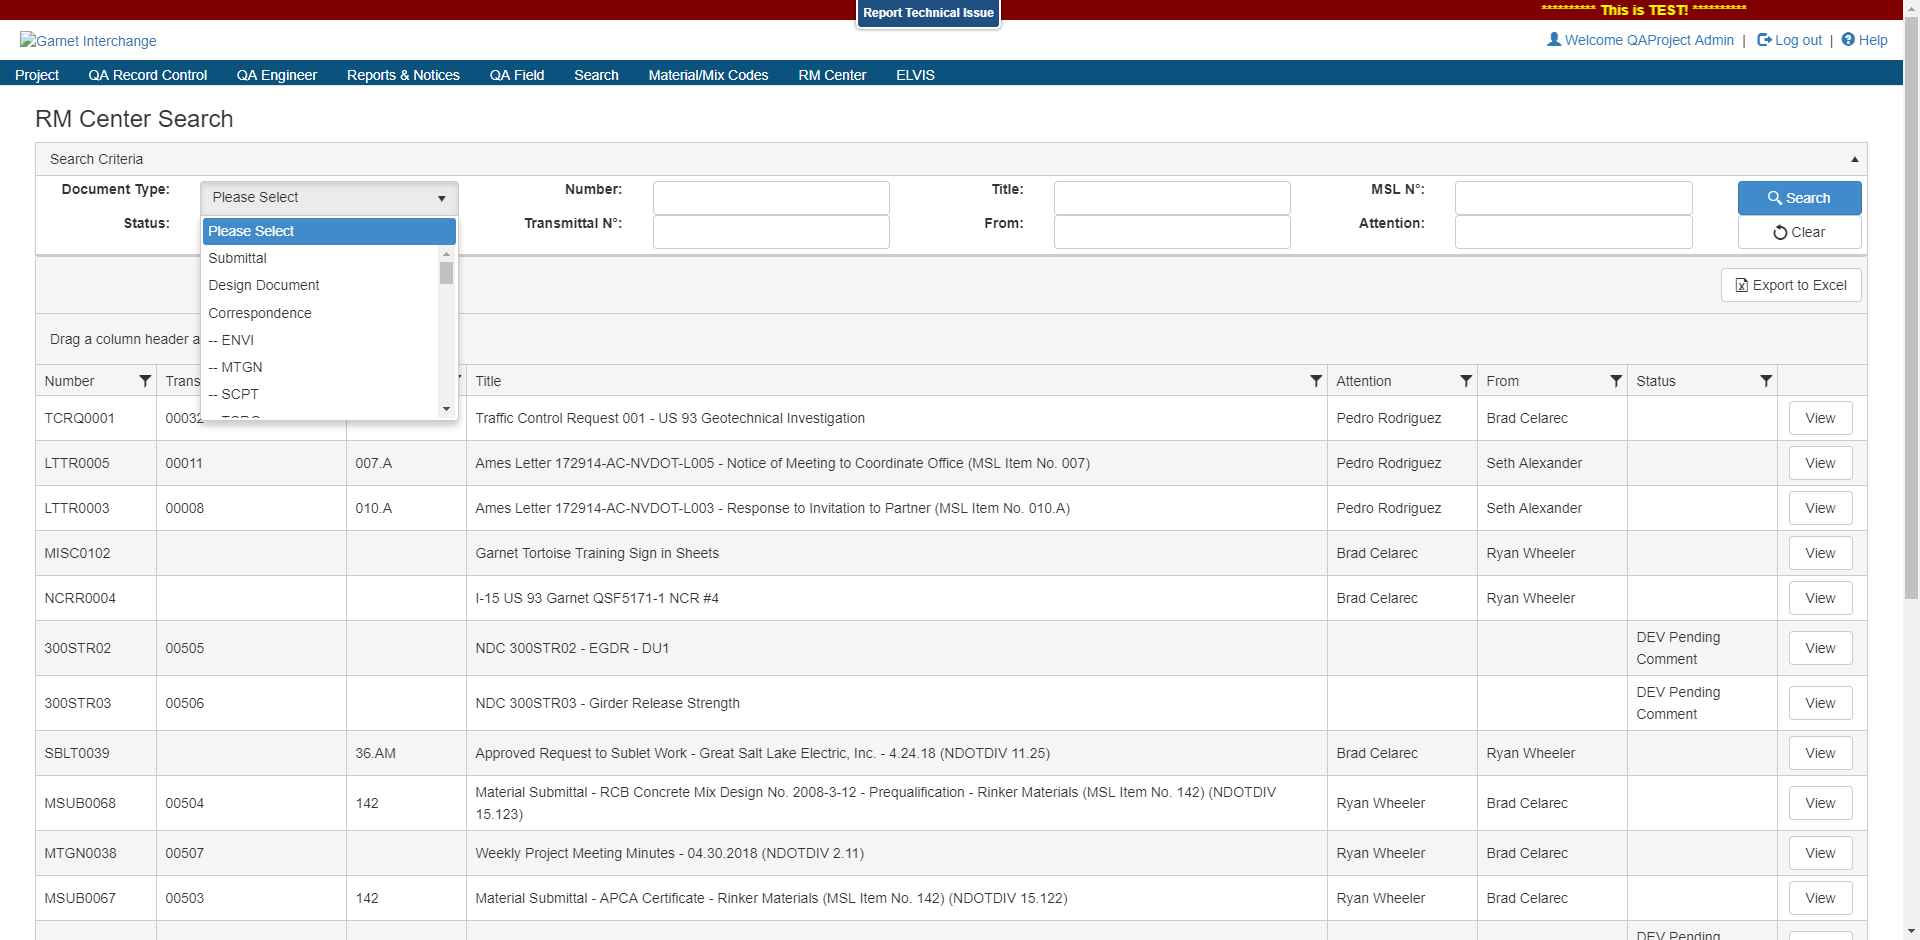 Report Technical Issue
********** This is TEST! **********
Garnet Interchange
Welcome QAProject Admin | Log out | Help
Project QA Record Control QA Engineer Reports & Notices QA Field Search Material/Mix Codes RM Center ELVIS
RM Center Search
Search Criteria
Document Type: Please Select Number: Title: MSL N°: Search
Status: Transmittal N°: From: Attention: Clear
Please Select
Submittal
Design Document
Correspondence
-- ENVI
-- MTGN
-- SCPT
Export to Excel
Drag a column header a
Number Trans Title Attention From Status
TCRQ0001 00032 Traffic Control Request 001 - US 93 Geotechnical Investigation Pedro Rodriguez Brad Celarec View
LTTR0005 00011 007.A Ames Letter 172914-AC-NVDOT-L005 - Notice of Meeting to Coordinate Office (MSL Item No. 007) Pedro Rodriguez Seth Alexander View
LTTR0003 00008 010.A Ames Letter 172914-AC-NVDOT-L003 - Response to Invitation to Partner (MSL Item No. 010.A) Pedro Rodriguez Seth Alexander View
MISC0102 Garnet Tortoise Training Sign in Sheets Brad Celarec Ryan Wheeler View
NCRR0004 I-15 US 93 Garnet QSF5171-1 NCR #4 Brad Celarec Ryan Wheeler View
300STR02 00505 NDC 300STR02 - EGDR - DU1 DEV Pending Comment View
300STR03 00506 NDC 300STR03 - Girder Release Strength DEV Pending Comment View
SBLT0039 36.AM Approved Request to Sublet Work - Great Salt Lake Electric, Inc. - 4.24.18 (NDOTDIV 11.25) Brad Celarec Ryan Wheeler View
MSUB0068 00504 142 Material Submittal - RCB Concrete Mix Design No. 2008-3-12 - Prequalification - Rinker Materials (MSL Item No. 142) (NDOTDIV 15.123) Ryan Wheeler Brad Celarec View
MTGN0038 00507 Weekly Project Meeting Minutes - 04.30.2018 (NDOTDIV 2.11) Ryan Wheeler Brad Celarec View
MSUB0067 00503 142 Material Submittal - APCA Certificate - Rinker Materials (MSL Item No. 142) (NDOTDIV 15.122) Ryan Wheeler Brad Celarec View
DEV Pending